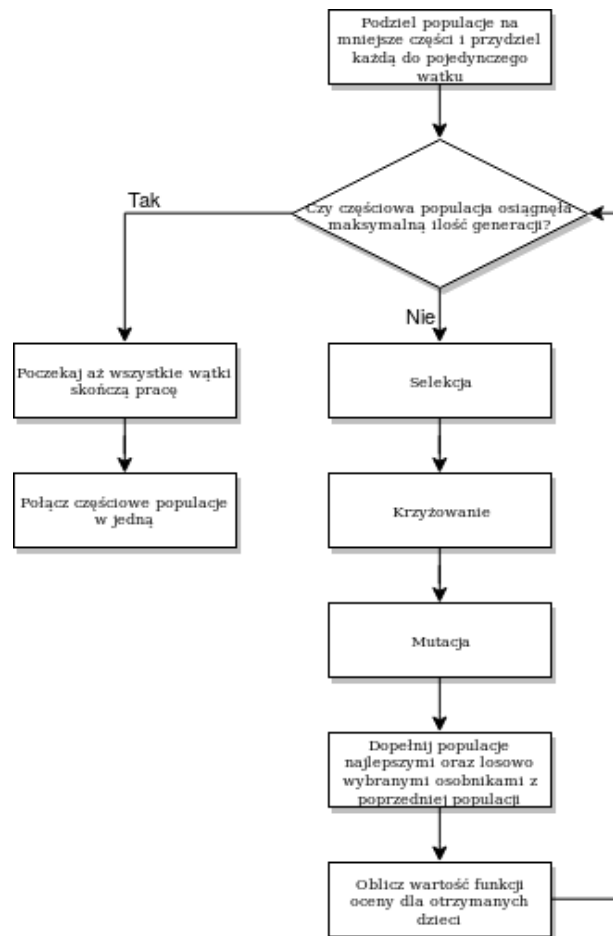 Podziel populacje na
mniejsze części i przydziel
każdą do pojedynczego
wątku
Czy częściowa populacja osiągnęła
maksymalną ilość generacji?
Tak
Nie
Poczekaj aż wszystkie wątki
skończą pracę
Selekcja
Połącz częściowe populacje
w jedną
Krzyżowanie
Mutacja
Dopełnij populacje
najlepszymi oraz losowo
wybranymi osobnikami z
poprzedniej populacji
Oblicz wartość funkcji
oceny dla otrzymanych
dzieci